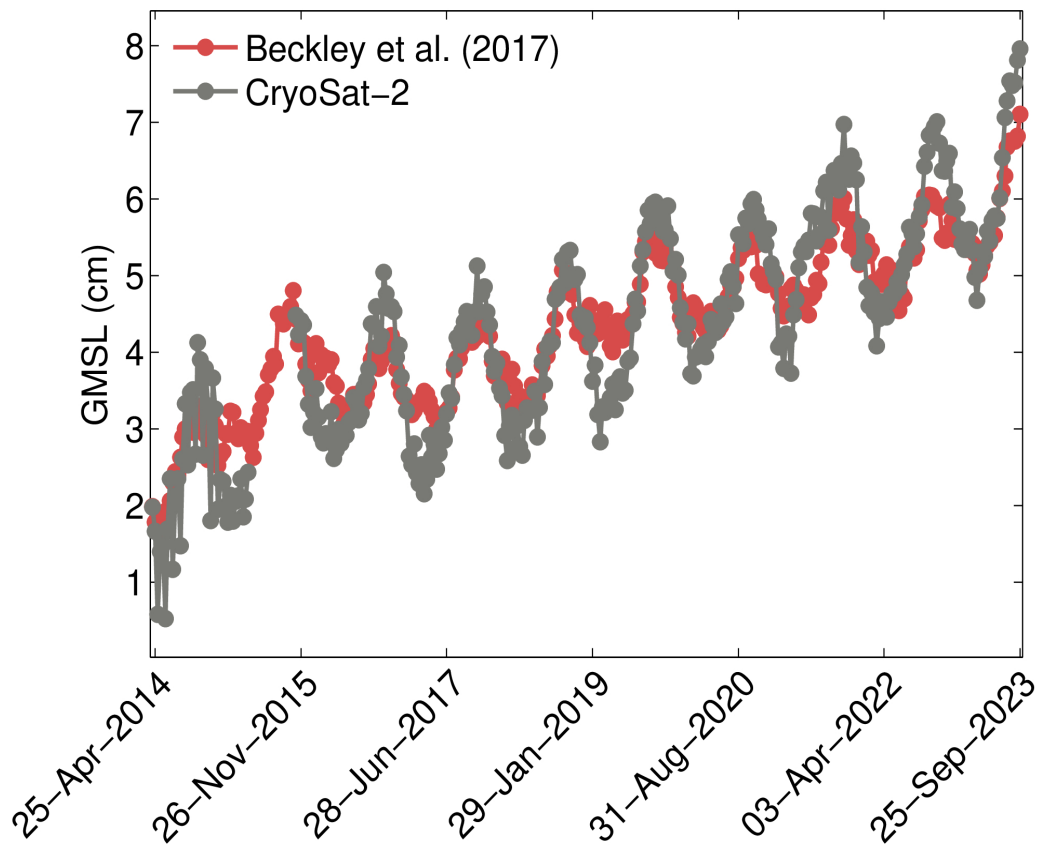 Beckley et al. (2017)
CryoSat−2
GMSL (cm)
8
7
6
5
4
3
2
1
25−Apr−2014
26−Nov−2015
28−Jun−2017
29−Jan−2019
31−Aug−2020
03−Apr−2022
25−Sep−2023